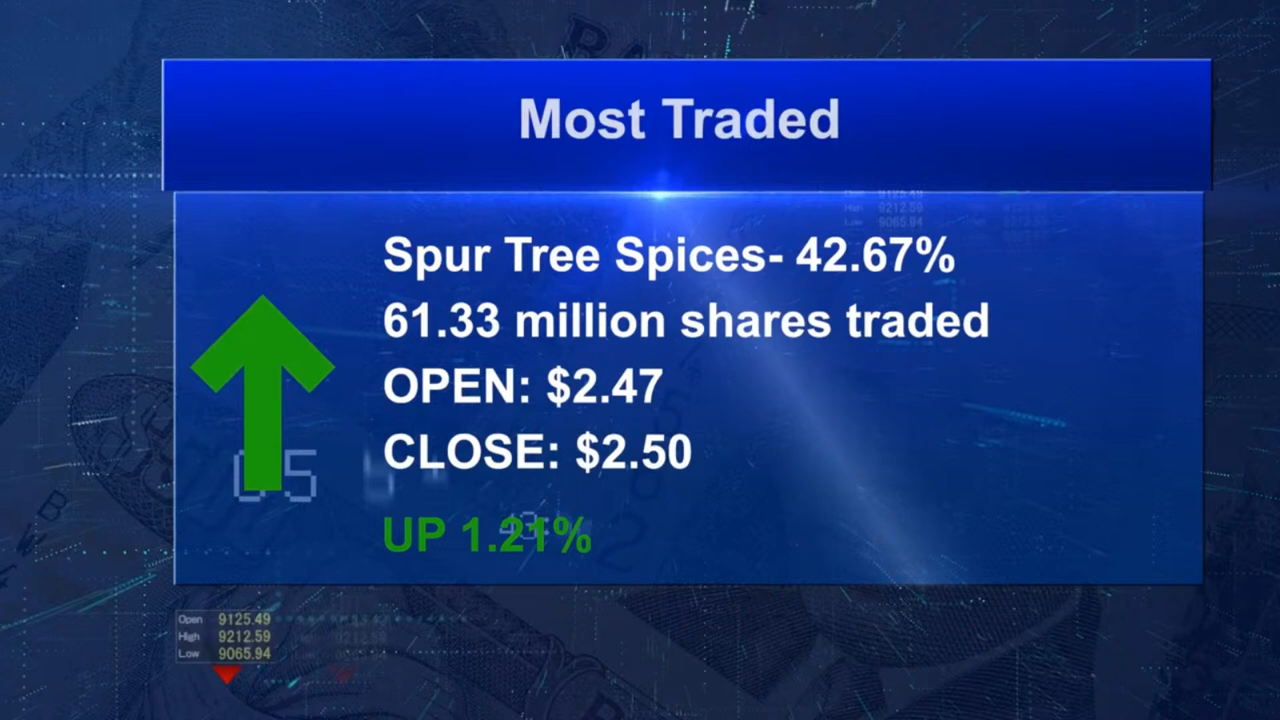 Most Traded
Spur Tree Spices- 42.67%
61.33 million shares traded
OPEN: $2.47
CLOSE: $2.50
UP 1.21%
Open 9125.49
High 9212.59
Low 9065.94